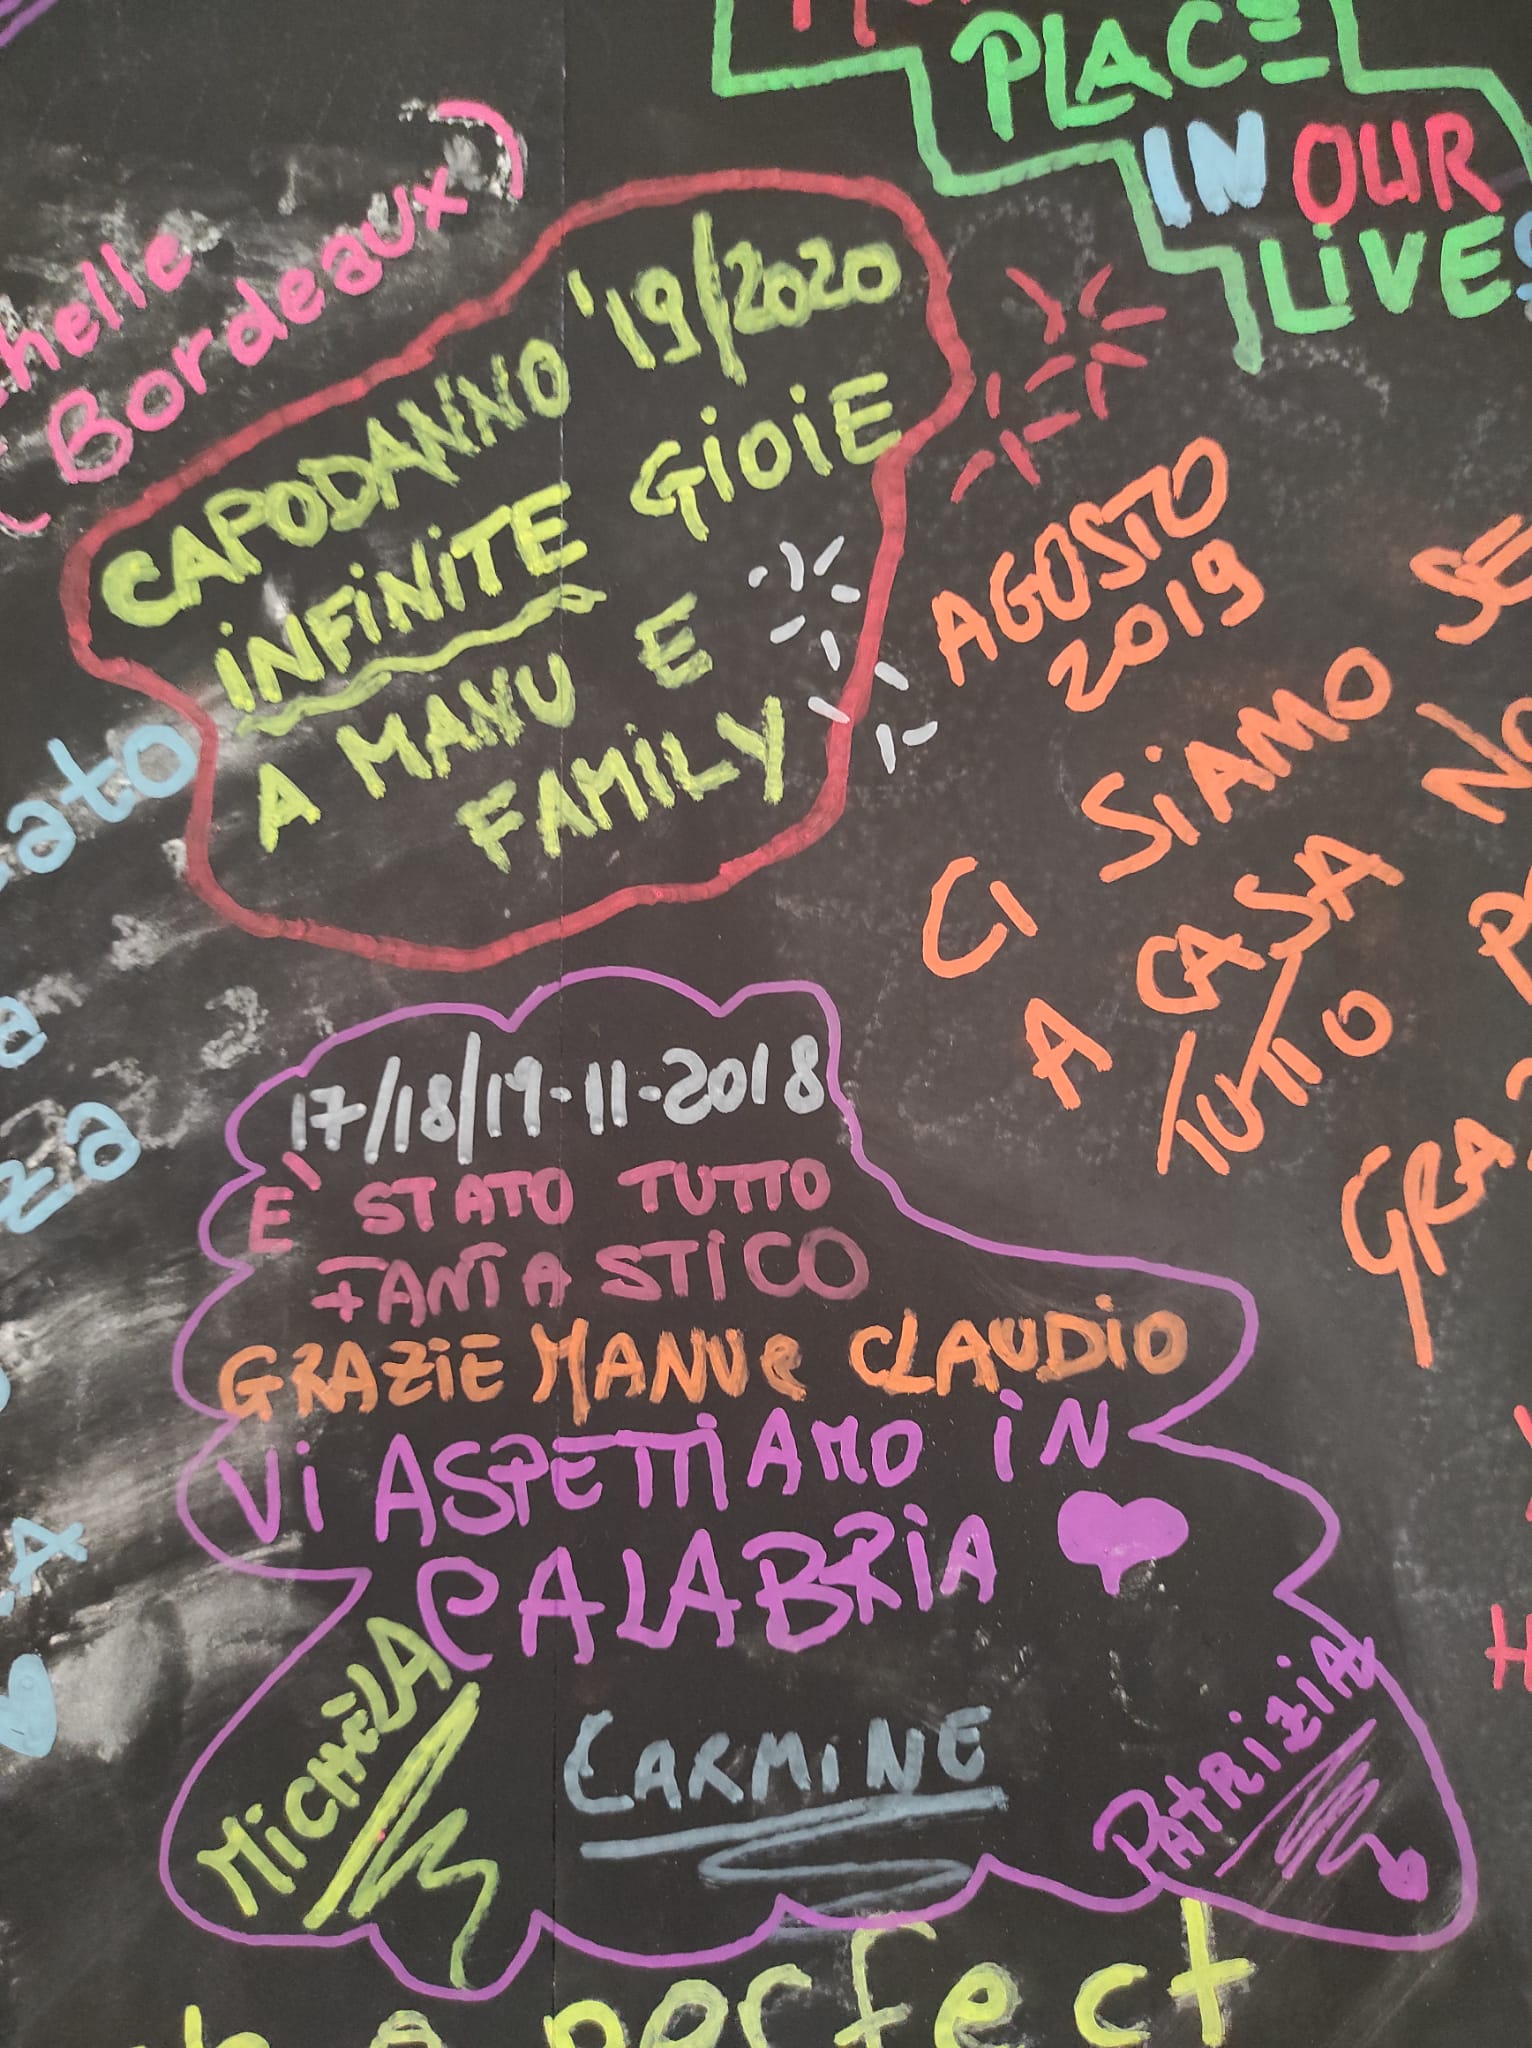 PLACE
IN OUR
LIVES
Bordeaux)
CAPODANNO '19/2020
INFINITE GIOIE
A MANU E
FAMILY
AGOSTO
2019
CI SIAMO
A CASA
TUTTO
17/18/19-11-2018
E' STATO TUTTO
FANTASTICO
GRAZIE MANU e CLAUDIO
VI ASPETTIAMO IN
CALABRIA
MICHELA
CARMINE
PATRIZIA
perfect